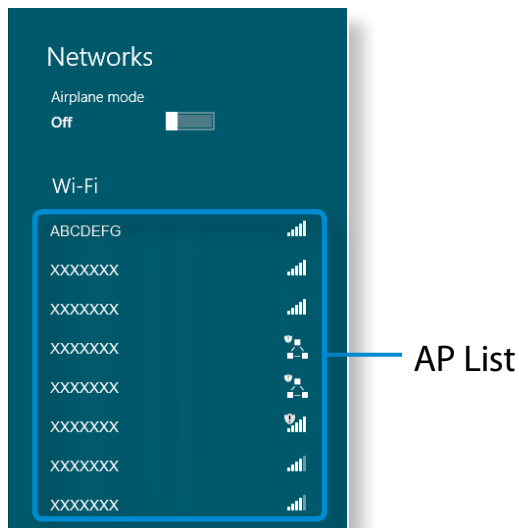 Networks
Airplane mode
Off
Wi-Fi
ABCDEFG
XXXXXXX
XXXXXXX
XXXXXXX
XXXXXXX
XXXXXXX
XXXXXXX
XXXXXXX
AP List